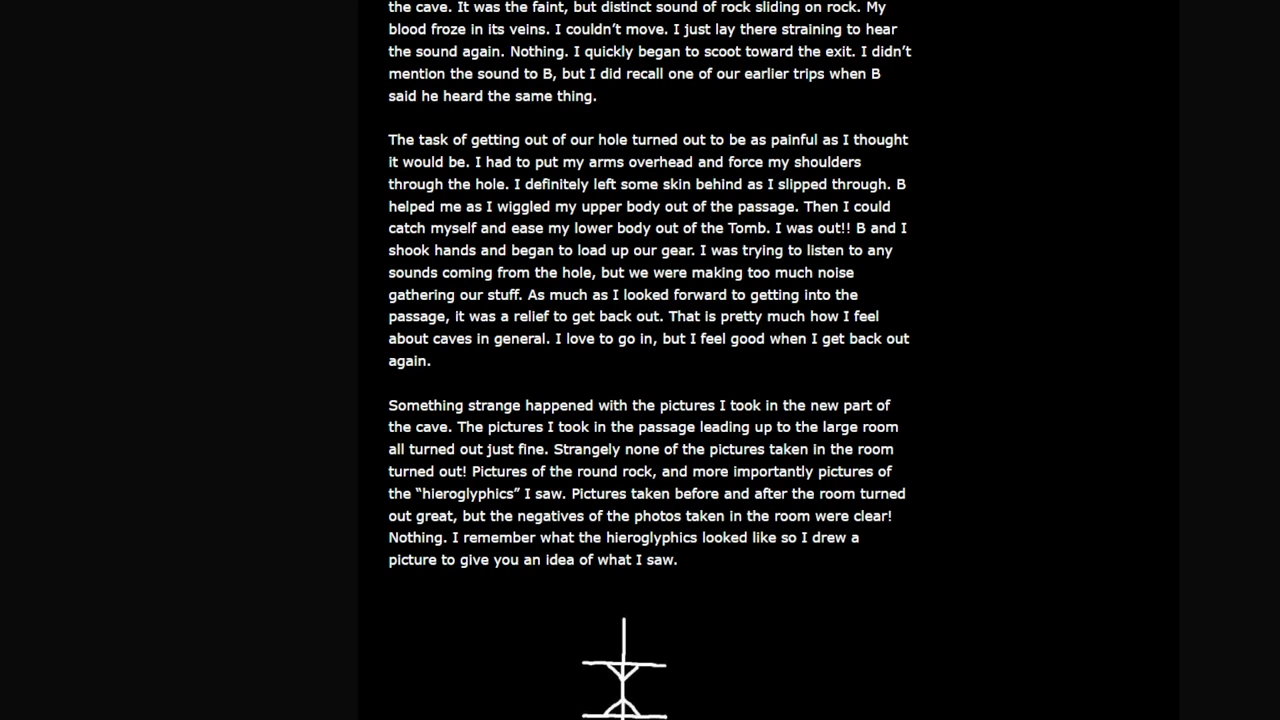 the cave. It was the faint, but distinct sound of rock sliding on rock. My
blood froze in its veins. I couldn’t move. I just lay there straining to hear
the sound again. Nothing. I quickly began to scoot toward the exit. I didn’t
mention the sound to B, but I did recall one of our earlier trips when B
said he heard the same thing.
The task of getting out of our hole turned out to be as painful as I thought
it would be. I had to put my arms overhead and force my shoulders
through the hole. I definitely left some skin behind as I slipped through. B
helped me as I wiggled my upper body out of the passage. Then I could
catch myself and ease my lower body out of the Tomb. I was out!! B and I
shook hands and began to load up our gear. I was trying to listen to any
sounds coming from the hole, but we were making too much noise
gathering our stuff. As much as I looked forward to getting into the
passage, it was a relief to get back out. That is pretty much how I feel
about caves in general. I love to go in, but I feel good when I get back out
again.
Something strange happened with the pictures I took in the new part of
the cave. The pictures I took in the passage leading up to the large room
all turned out just fine. Strangely none of the pictures taken in the room
turned out! Pictures of the round rock, and more importantly pictures of
the “hieroglyphics” I saw. Pictures taken before and after the room turned
out great, but the negatives of the photos taken in the room were clear!
Nothing. I remember what the hieroglyphics looked like so I drew a
picture to give you an idea of what I saw.